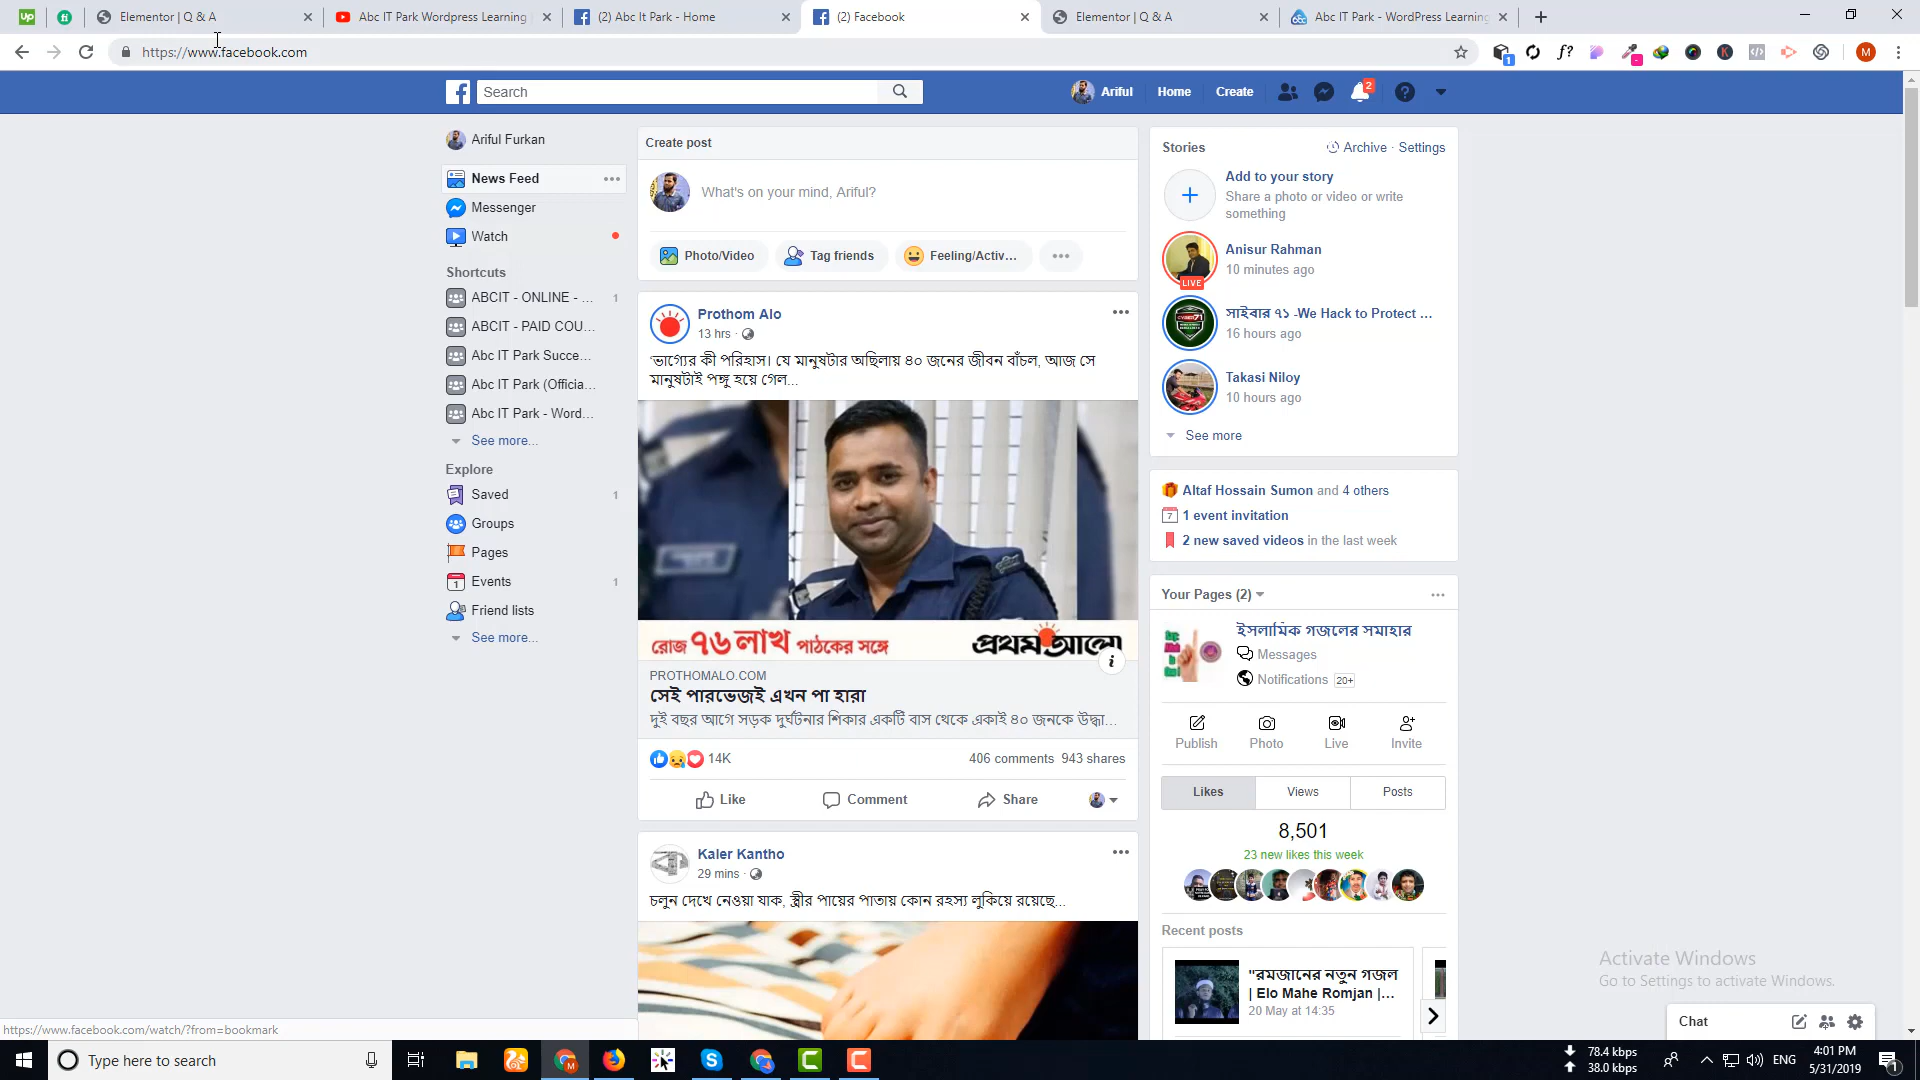 Elementor | Q & A
Abc IT Park Wordpress Learning
(2) Abc It Park - Home
(2) Facebook
Elementor | Q & A
Abc IT Park - WordPress Learning
https://www.facebook.com
Search
Ariful
Home
Create
2
Ariful Furkan
News Feed
Messenger
Watch
Shortcuts
ABCIT - ONLINE - ... 1
ABCIT - PAID COU...
Abc IT Park Succe...
Abc IT Park (Officia...
Abc IT Park - Word...
See more...
Explore
Saved 1
Groups
Pages
Events 1
Friend lists
See more...
Create post
What's on your mind, Ariful?
Photo/Video
Tag friends
Feeling/Activ...
Prothom Alo
13 hrs
‘ভাগ্যের কী পরিহাস। যে মানুষটার অছিলায় ৪০ জনের জীবন বাঁচল, আজ সে
মানুষটাই পঙ্গু হয়ে গেল...
রোজ ৭৬ লাখ পাঠকের সঙ্গে
প্রথম আলো
PROTHOMALO.COM
সেই পারভেজই এখন পা হারা
দুই বছর আগে সড়ক দুর্ঘটনার শিকার একটি বাস থেকে একাই ৪০ জনকে উদ্ধা...
14K
406 comments 943 shares
Like
Comment
Share
Kaler Kantho
29 mins
চলুন দেখে নেওয়া যাক, স্ত্রীর পায়ের পাতায় কোন রহস্য লুকিয়ে রয়েছে...
Stories
Archive · Settings
Add to your story
Share a photo or video or write
something
Anisur Rahman
10 minutes ago
LIVE
সাইবার ৭১ -We Hack to Protect ...
16 hours ago
Takasi Niloy
10 hours ago
See more
Altaf Hossain Sumon and 4 others
1 event invitation
2 new saved videos in the last week
Your Pages (2)
ইসলামিক গজলের সমাহার
Messages
Notifications 20+
Publish
Photo
Live
Invite
Likes
Views
Posts
8,501
23 new likes this week
Recent posts
"রমজানের নতুন গজল
| Elo Mahe Romjan |...
20 May at 14:35
Activate Windows
Go to Settings to activate Windows.
Chat
https://www.facebook.com/watch/?from=bookmark
Type here to search
78.4 kbps
38.0 kbps
ENG
4:01 PM
5/31/2019
1